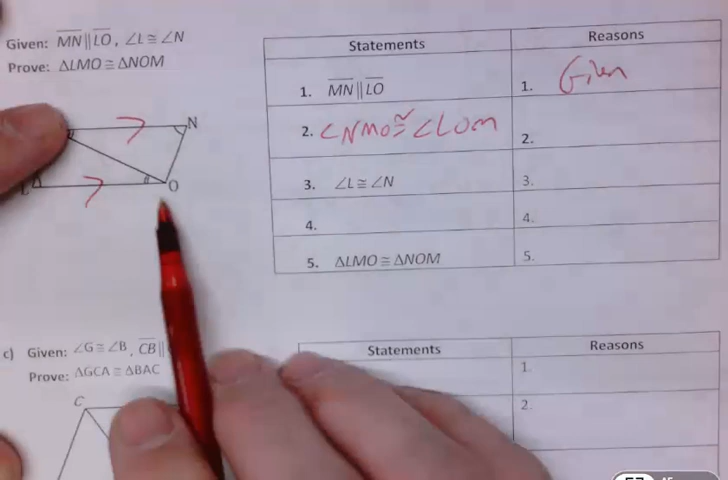 Given: MN || LO, ∠L ≅ ∠N
Prove: ΔLMO ≅ ΔNOM
N
L
O
Statements
Reasons
1. MN || LO
1. Given
2. ∠NMO ≅ ∠LOM
2.
3. ∠L ≅ ∠N
3.
4.
4.
5. ΔLMO ≅ ΔNOM
5.
c) Given: ∠G ≅ ∠B, CB ||
Prove: ΔGCA ≅ ΔBAC
C
Statements
Reasons
1.
2.